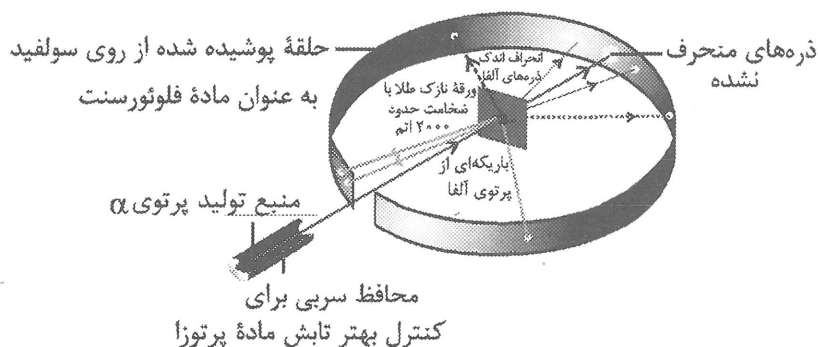 ذره‌های منحرف
نشده
انحراف اندک
ذره‌های آلفا
حلقهٔ پوشیده شده از روی سولفید
به عنوان مادهٔ فلوئورسنت
ورقهٔ نازک طلا با
ضخامت حدود
۲۰۰۰ اتم
باریکه‌ای از
پرتوی آلفا
منبع تولید پرتوی α
محافظ سربی برای
کنترل بهتر تابش مادهٔ پرتوزا